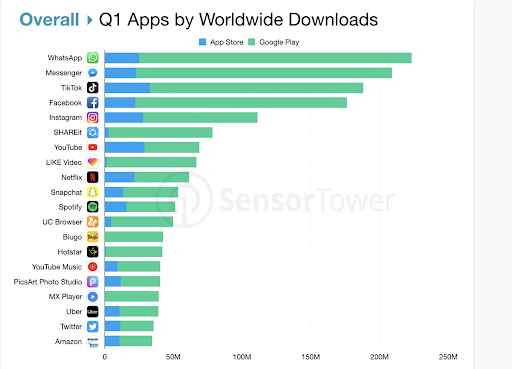 Overall Q1 Apps by Worldwide Downloads
App Store Google Play
WhatsApp
Messenger
TikTok
Facebook
Instagram
SHAREit
YouTube
LIKE Video
Netflix
Snapchat
Spotify
UC Browser
Biugo
Hotstar
YouTube Music
PicsArt Photo Studio
MX Player
Uber
Twitter
Amazon
SensorTower
0 50M 100M 150M 200M 250M